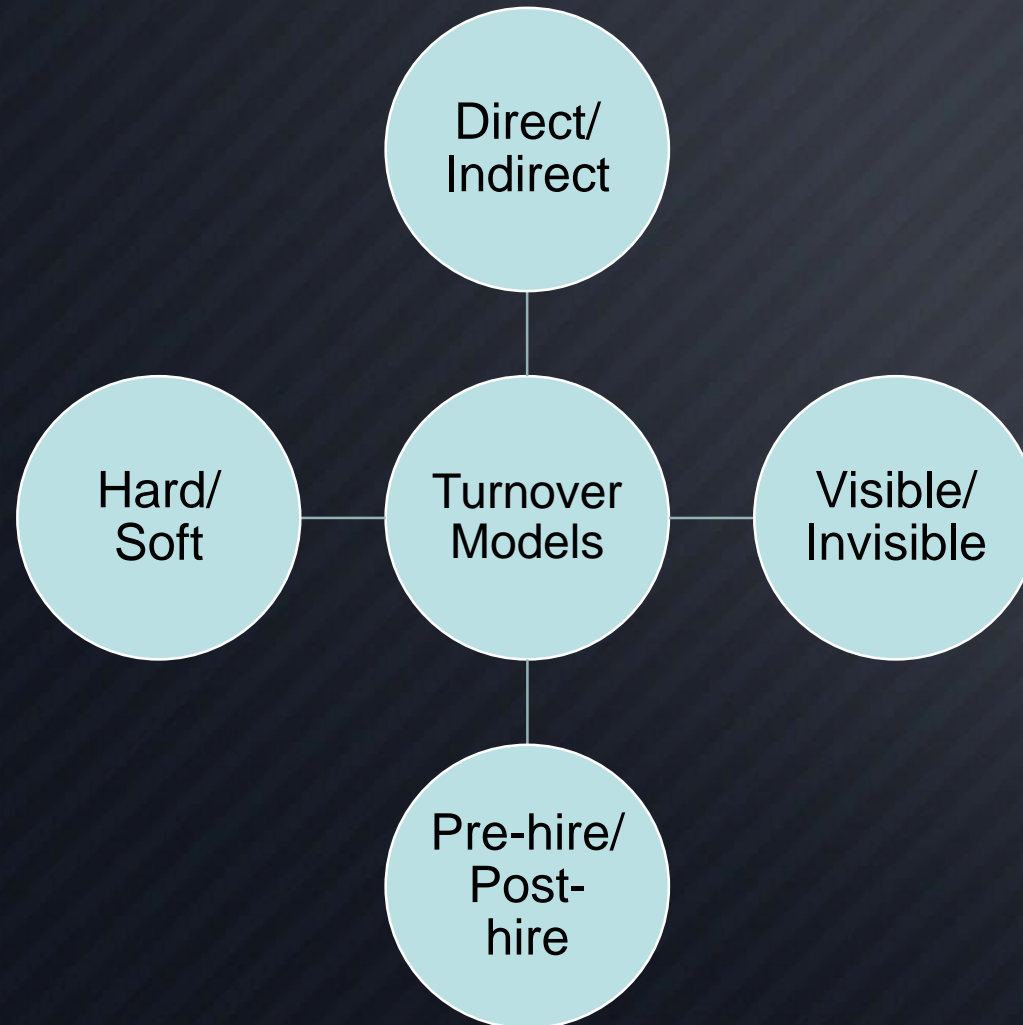 Direct/
Indirect
Hard/
Soft
Turnover
Models
Visible/
Invisible
Pre-hire/
Post-
hire